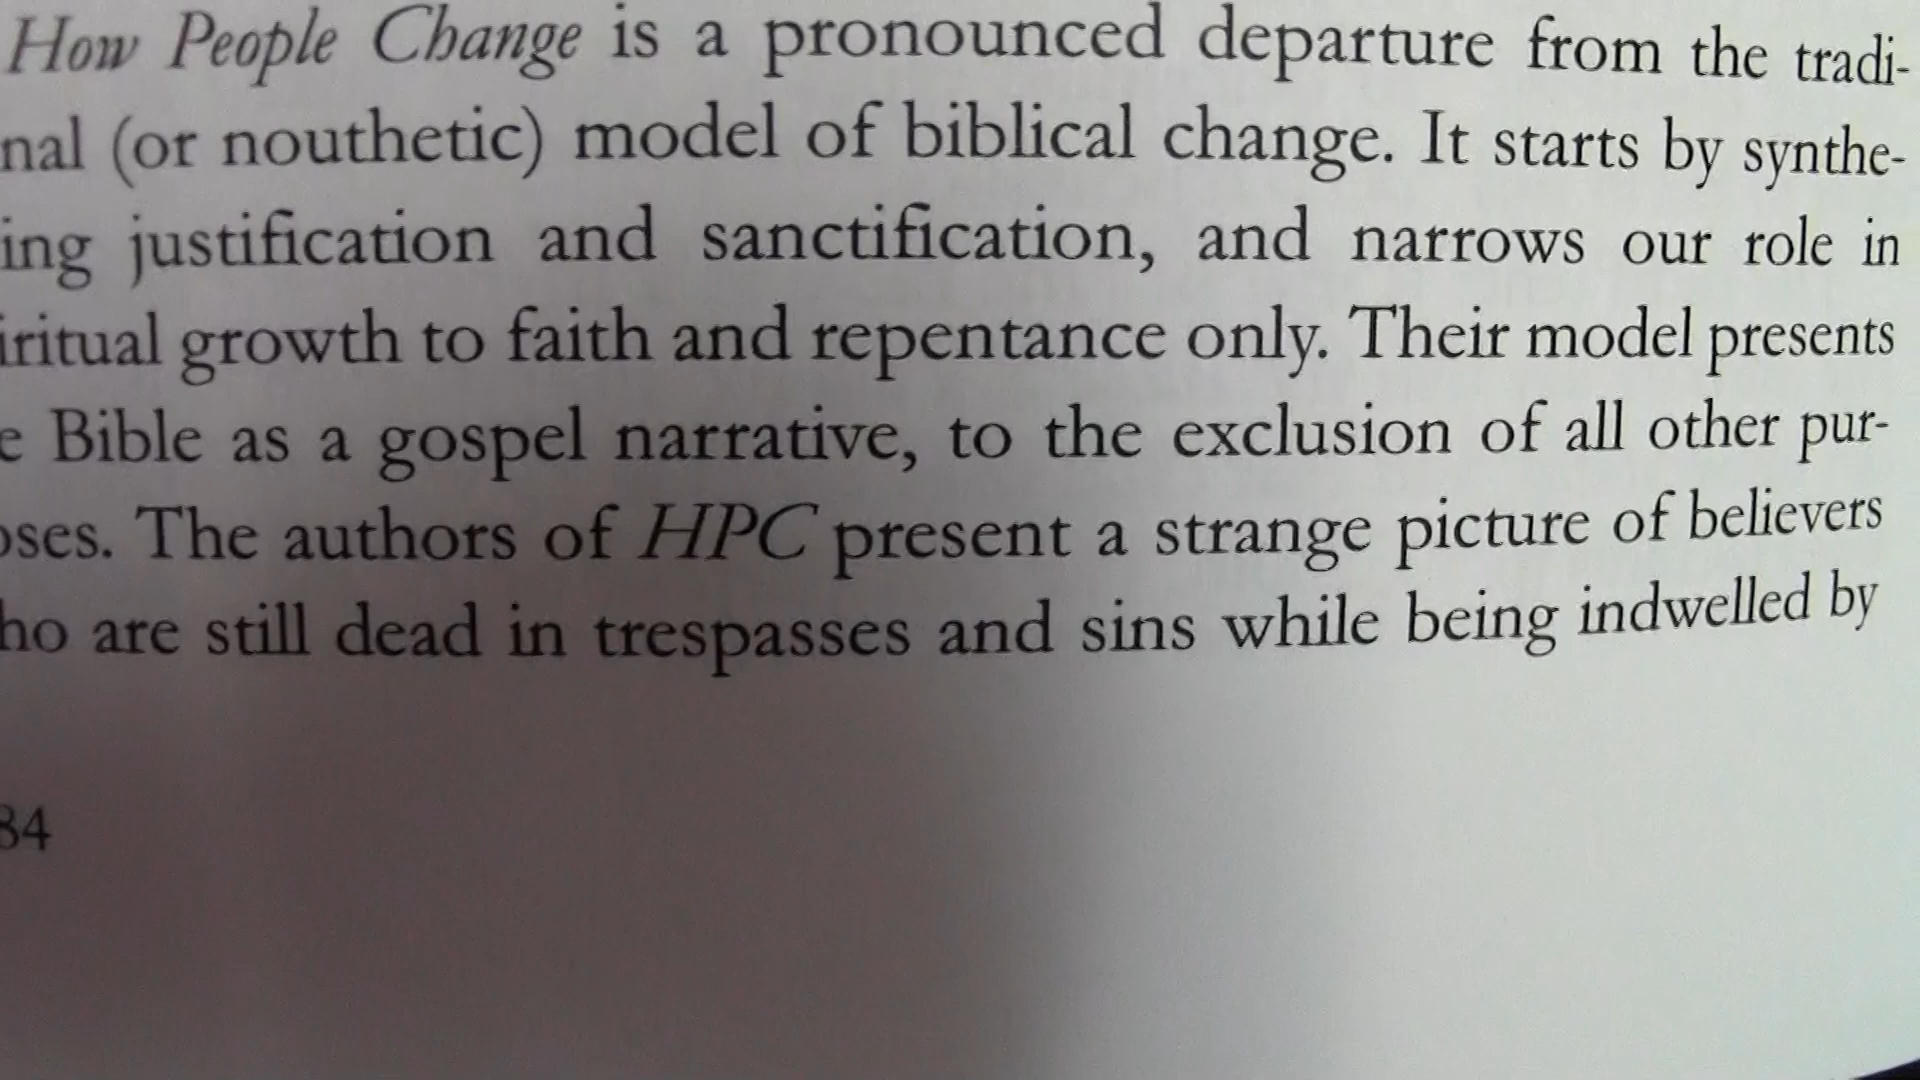 How People Change is a pronounced departure from the tradi-
nal (or nouthetic) model of biblical change. It starts by synthe-
ing justification and sanctification, and narrows our role in
iritual growth to faith and repentance only. Their model presents
e Bible as a gospel narrative, to the exclusion of all other pur-
oses. The authors of HPC present a strange picture of believers
ho are still dead in trespasses and sins while being indwelled by
84